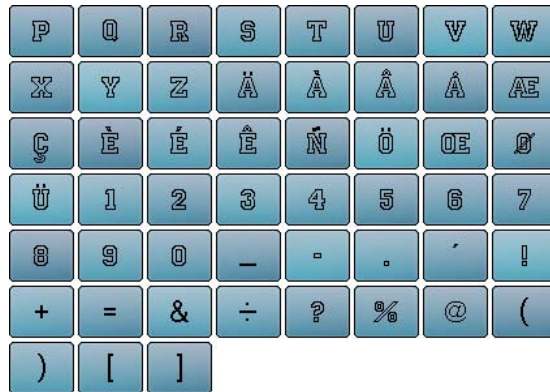 P Q R S T U V W
X Y Z Ä À Â Å Æ
Ç È É Ê Ñ Ö Œ Ø
Ü 1 2 3 4 5 6 7
8 9 0 _ - . ´ !
+ = & ÷ ? % @ (
) [ ]